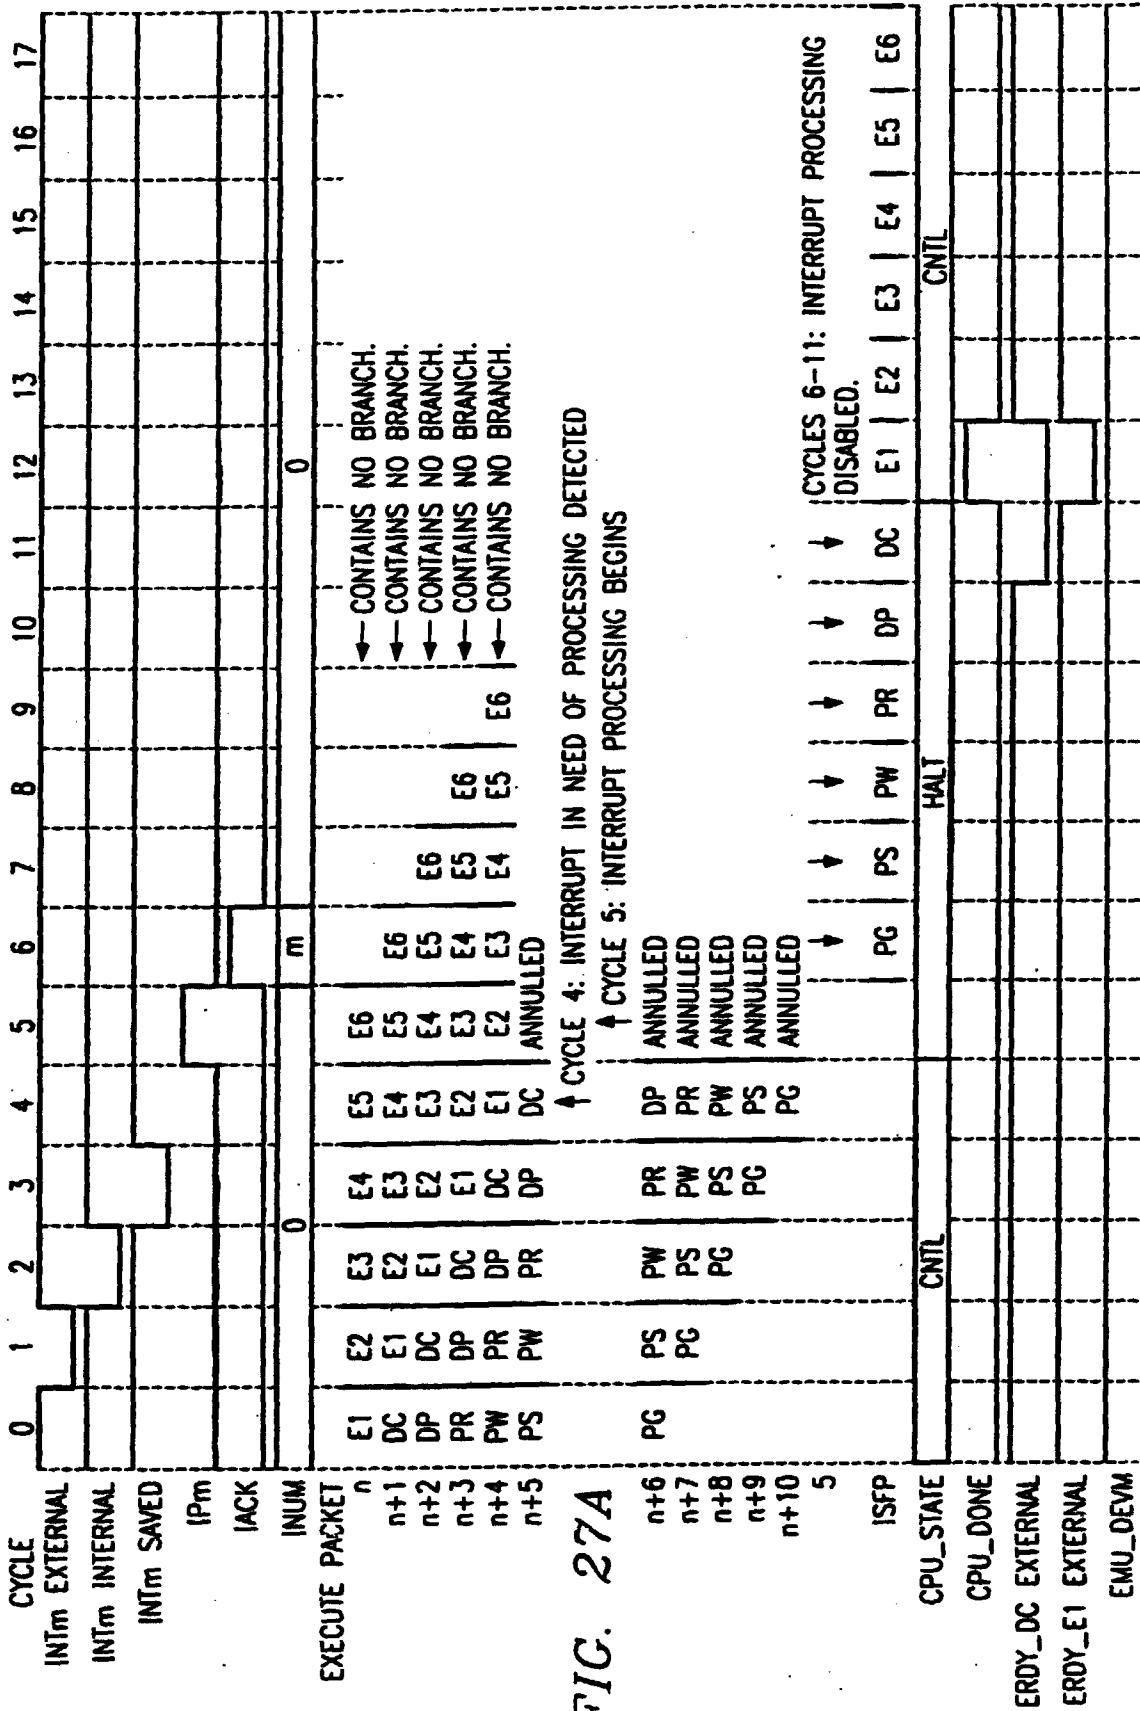 CYCLE 0 1 2 3 4 5 6 7 8 9 10 11 12 13 14 15 16 17
INTm EXTERNAL
INTm INTERNAL
INTm SAVED
IPm
IACK
INUM 0 m 0
EXECUTE PACKET
n E1 E2 E3 E4 E5 E6 CONTAINS NO BRANCH.
n+1 DC E1 E2 E3 E4 E5 E6 CONTAINS NO BRANCH.
n+2 DP DC E1 E2 E3 E4 E5 E6 CONTAINS NO BRANCH.
n+3 PR DP DC E1 E2 E3 E4 E5 E6 CONTAINS NO BRANCH.
n+4 PW PR DP DC E1 E2 E3 E4 E5 E6 CONTAINS NO BRANCH.
n+5 PS PW PR DP DC ANNULLED
CYCLE 4: INTERRUPT IN NEED OF PROCESSING DETECTED
FIG. 27A
CYCLE 5: INTERRUPT PROCESSING BEGINS
n+6 PG PS PW PR DP ANNULLED
n+7 PG PS PW PR ANNULLED
n+8 PG PS PW ANNULLED
n+9 PG PS ANNULLED
n+10 PG ANNULLED
5 CYCLES 6-11: INTERRUPT PROCESSING
DISABLED.
ISFP PG PS PW PR DP DC E1 E2 E3 E4 E5 E6
CPU_STATE CNTL HALT CNTL
CPU_DONE
ERDY_DC EXTERNAL
ERDY_E1 EXTERNAL
EMU_DEVM